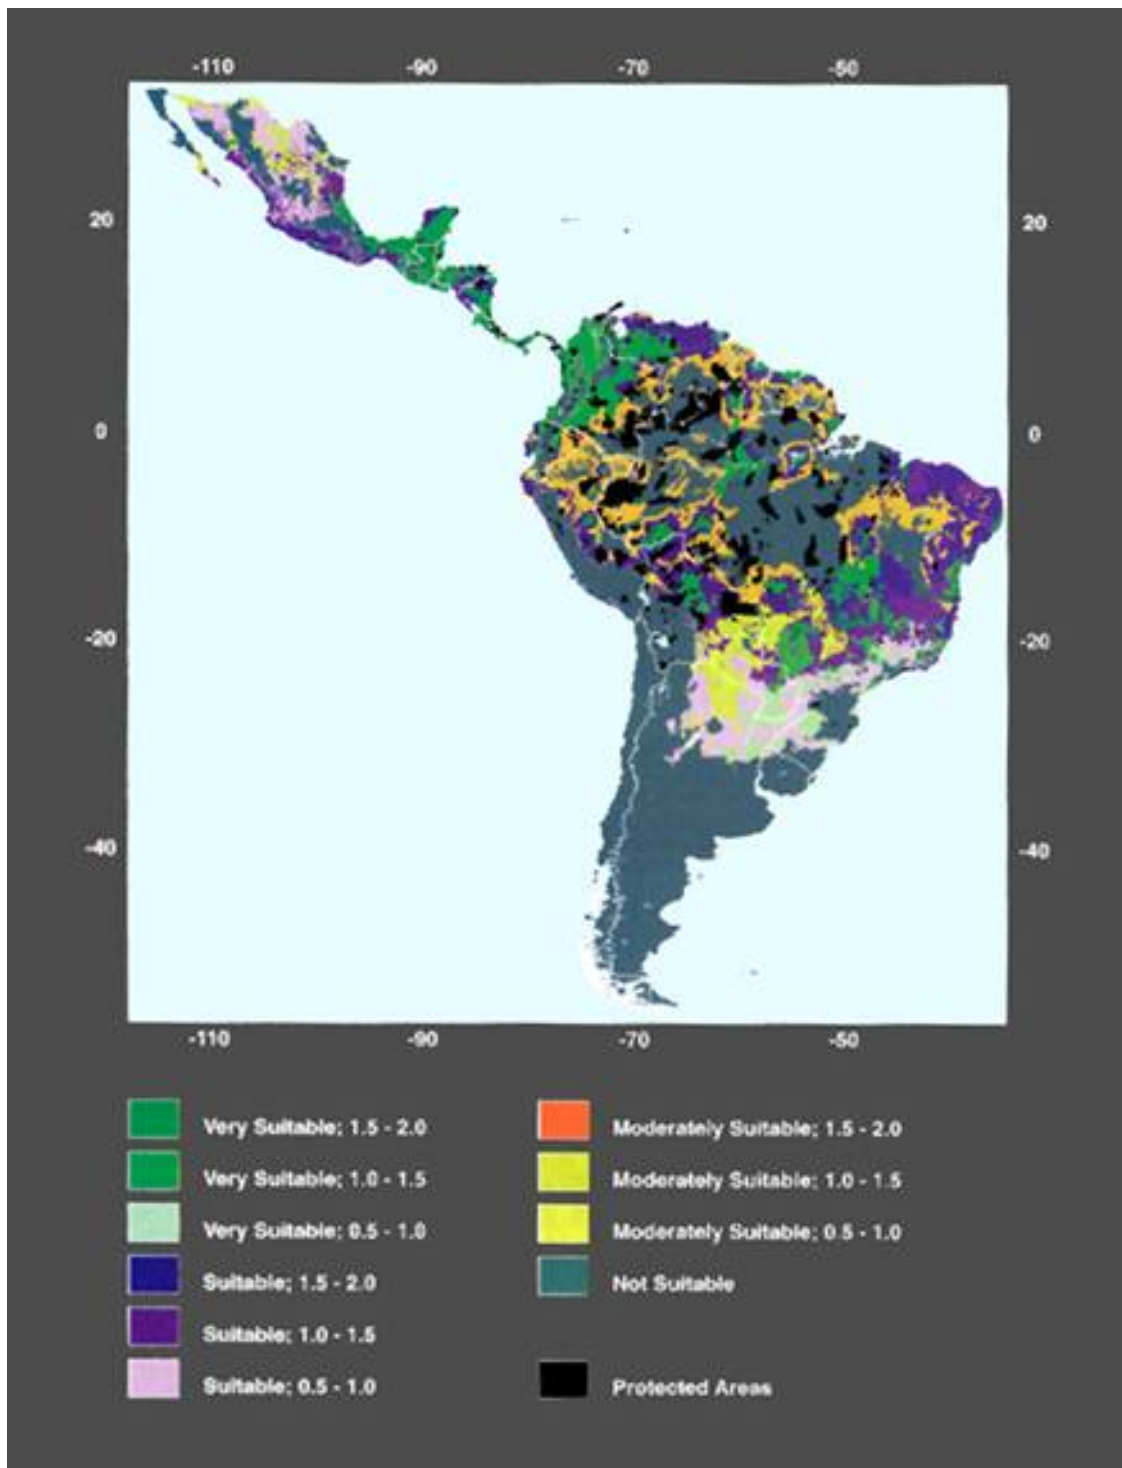 -110 -90 -70 -50
20 20
0 0
-20 -20
-40 -40
-110 -90 -70 -50
Very Suitable; 1.5 - 2.0
Very Suitable; 1.0 - 1.5
Very Suitable; 0.5 - 1.0
Suitable; 1.5 - 2.0
Suitable; 1.0 - 1.5
Suitable; 0.5 - 1.0
Moderately Suitable; 1.5 - 2.0
Moderately Suitable; 1.0 - 1.5
Moderately Suitable; 0.5 - 1.0
Not Suitable
Protected Areas